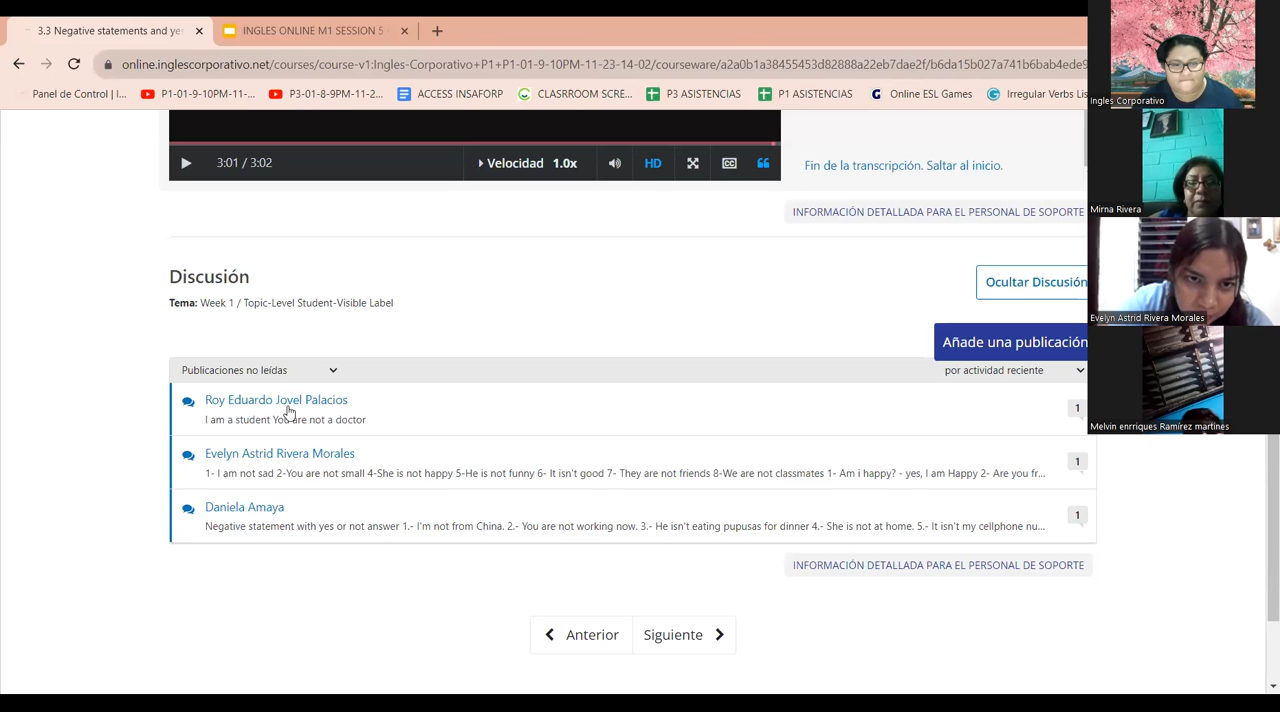 3.3 Negative statements and yes
INGLES ONLINE M1 SESSION 5
online.inglescorporativo.net/courses/course-v1:Ingles-Corporativo+P1+P1-01-9-10PM-11-23-14-02/courseware/a2a0b1a38455453d82888a22eb7dae2f/b6da15b027a741b6bab4ede9
Panel de Control | I...
P1-01-9-10PM-11-...
P3-01-8-9PM-11-2...
ACCESS INSAFORP
CLASRROOM SCRE...
P3 ASISTENCIAS
P1 ASISTENCIAS
Online ESL Games
Irregular Verbs Lis
3:01 / 3:02
Velocidad 1.0x
HD
Fin de la transcripción. Saltar al inicio.
INFORMACIÓN DETALLADA PARA EL PERSONAL DE SOPORTE
Discusión
Ocultar Discusión
Tema: Week 1 / Topic-Level Student-Visible Label
Añade una publicación
Publicaciones no leídas
por actividad reciente
Roy Eduardo Jovel Palacios
I am a student You are not a doctor
1
Evelyn Astrid Rivera Morales
1- I am not sad 2-You are not small 4-She is not happy 5-He is not funny 6- It isn't good 7- They are not friends 8-We are not classmates 1- Am i happy? - yes, I am Happy 2- Are you fr...
1
Daniela Amaya
Negative statement with yes or not answer 1.- I'm not from China. 2.- You are not working now. 3.- He isn't eating pupusas for dinner 4.- She is not at home. 5.- It isn't my cellphone nu...
1
INFORMACIÓN DETALLADA PARA EL PERSONAL DE SOPORTE
Anterior
Siguiente
Ingles Corporativo
Mirna Rivera
Evelyn Astrid Rivera Morales
Melvin enrriques Ramírez martines